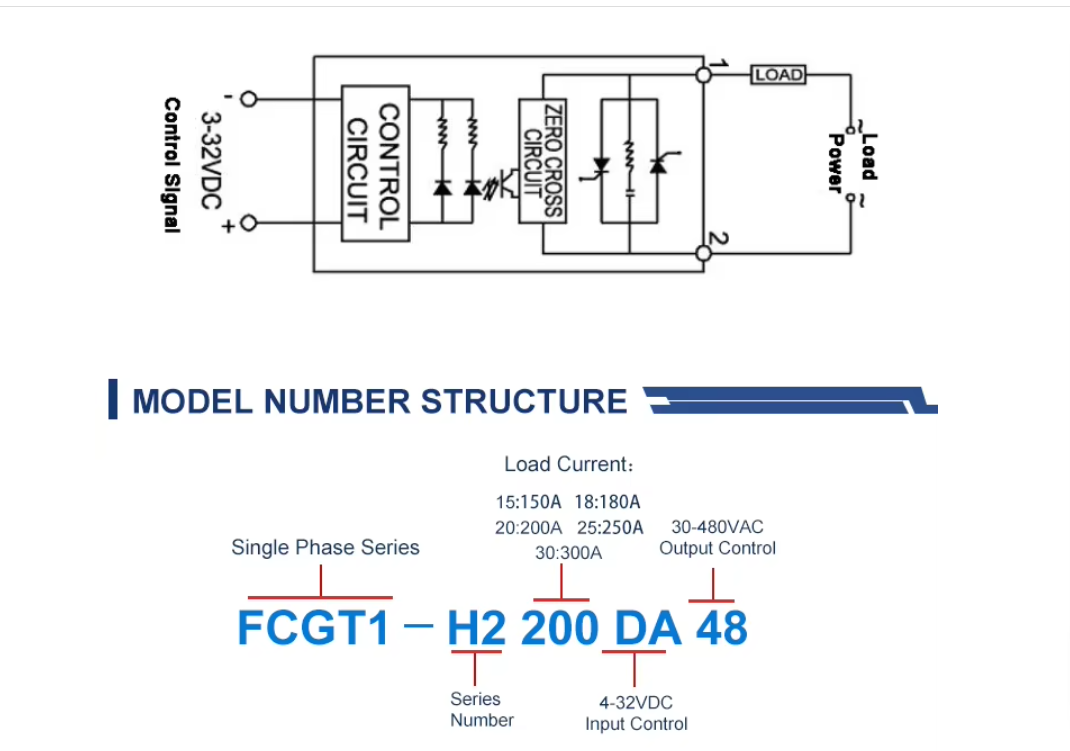 Control Signal
3-32VDC
-
+
CONTROL
CIRCUIT
ZERO CROSS
CIRCUIT
1
2
LOAD
~
Load
Power
~
MODEL NUMBER STRUCTURE
Load Current:
15:150A 18:180A
20:200A 25:250A
30:300A
30-480VAC
Output Control
Single Phase Series
FCGT1 — H2 200 DA 48
Series
Number
4-32VDC
Input Control